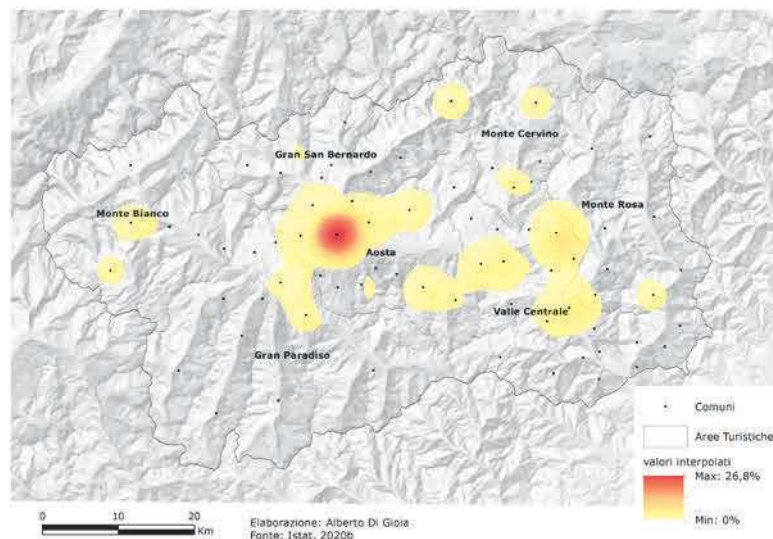 Monte Cervino
Gran San Bernardo
Monte Bianco
Monte Rosa
Aosta
Valle Centrale
Gran Paradiso
Comuni
Aree Turistiche
valori interpolati
Max: 26,8%
Min: 0%
0 10 20
Km
Elaborazione: Alberto Di Gioia
Fonte: Istat, 2020b